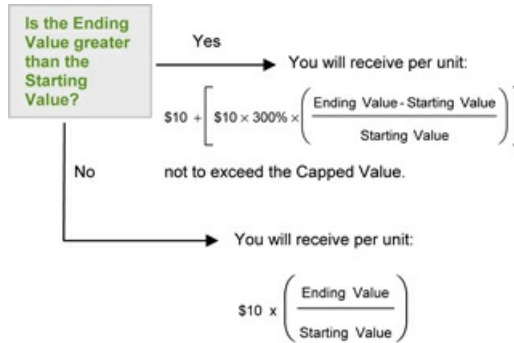 Is the Ending
Value greater
than the
Starting
Value?
Yes
You will receive per unit:
$10 + [ $10 × 300% × ( Ending Value - Starting Value
Starting Value ) ]
No
not to exceed the Capped Value.
You will receive per unit:
$10 x ( Ending Value
Starting Value )